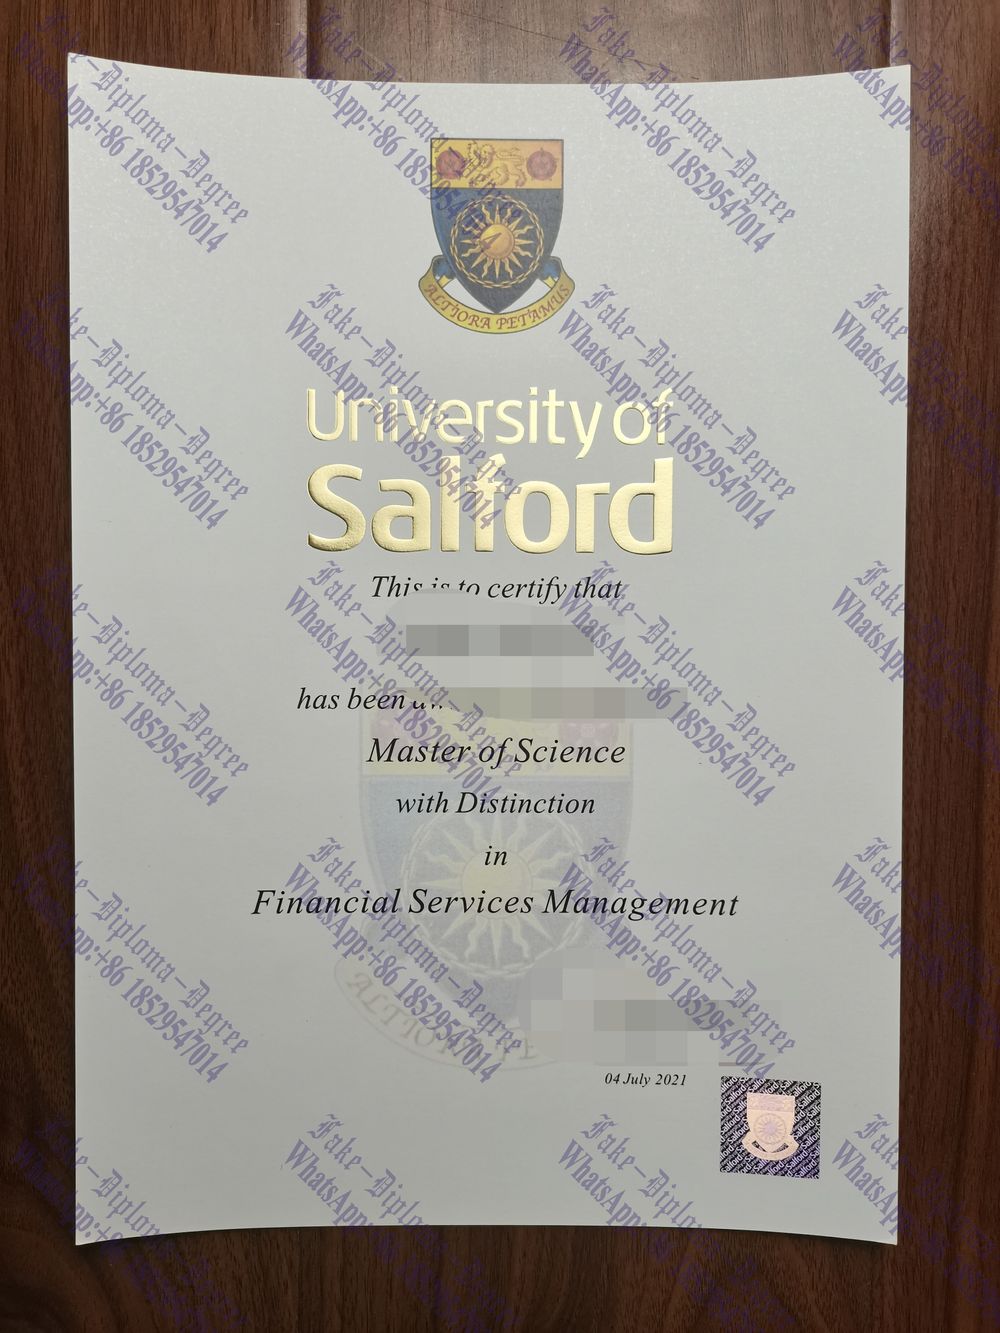 ALTIORA PETAMUS
University of
Salford
This is to certify that
has been
Master of Science
with Distinction
in
Financial Services Management
04 July 2021
Salford
Fake-Diploma-Degree
WhatsApp:+86 18529547014